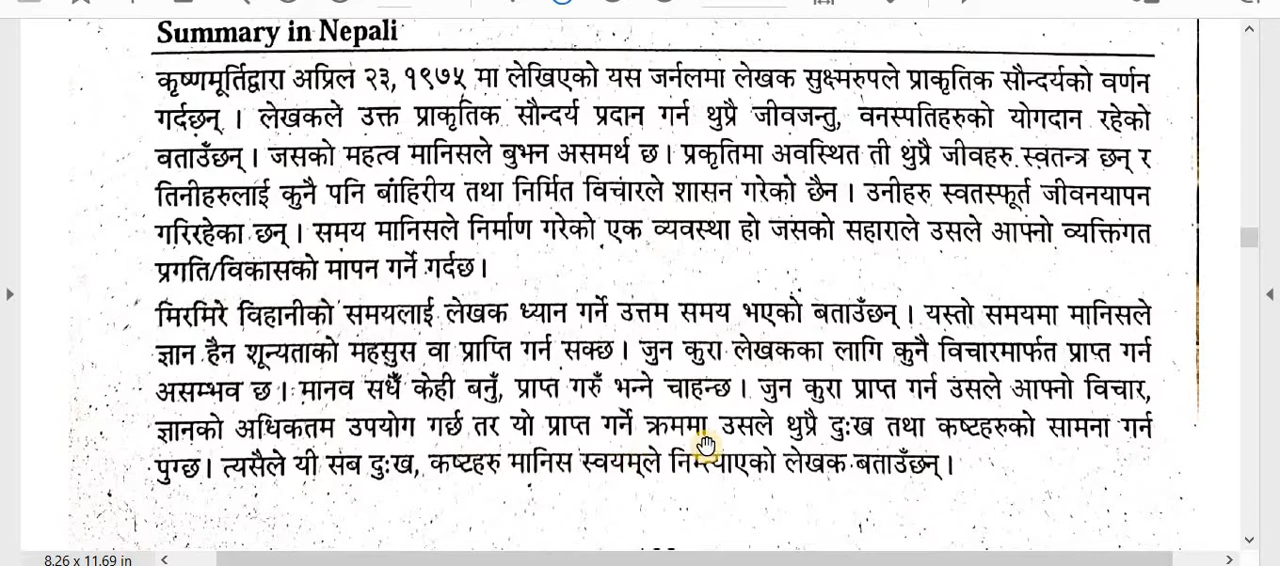 Summary in Nepali
कृष्णमूर्तिद्वारा अप्रिल २३, १९७५ मा लेखिएको यस जर्नलमा लेखक सुक्ष्मरुपले प्राकृतिक सौन्दर्यको वर्णन
गर्दछन् । लेखकले उक्त प्राकृतिक सौन्दर्य प्रदान गर्न थुप्रै जीवजन्तु, वनस्पतिहरुको योगदान रहेको
बताउँछन् । जसको महत्व मानिसले बुझ्न असमर्थ छ । प्रकृतिमा अवस्थित ती थुप्रै जीवहरु स्वतन्त्र छन् र
तिनीहरुलाई कुनै पनि बाहिरीय तथा निर्मित विचारले शासन गरेको छैन । उनीहरु स्वतस्फूर्त जीवनयापन
गरिरहेका छन् । समय मानिसले निर्माण गरेको एक व्यवस्था हो जसको सहाराले उसले आफ्नो व्यक्तिगत
प्रगति/विकासको मापन गर्ने गर्दछ ।
मिरमिरे विहानीको समयलाई लेखक ध्यान गर्ने उत्तम समय भएको बताउँछन् । यस्तो समयमा मानिसले
ज्ञान हैन शून्यताको महसुस वा प्राप्ति गर्न सक्छ । जुन कुरा लेखकका लागि कुनै विचारमार्फत प्राप्त गर्न
असम्भव छ । मानव सधैँ केही बनुँ, प्राप्त गरुँ भन्ने चाहन्छ । जुन कुरा प्राप्त गर्न उसले आफ्नो विचार,
ज्ञानको अधिकतम उपयोग गर्छ तर यो प्राप्त गर्ने क्रममा उसले थुप्रै दुःख तथा कष्टहरुको सामना गर्न
पुग्छ । त्यसैले यी सब दुःख, कष्टहरु मानिस स्वयम्ले निम्त्याएको लेखक बताउँछन् ।
8.26 x 11.69 in